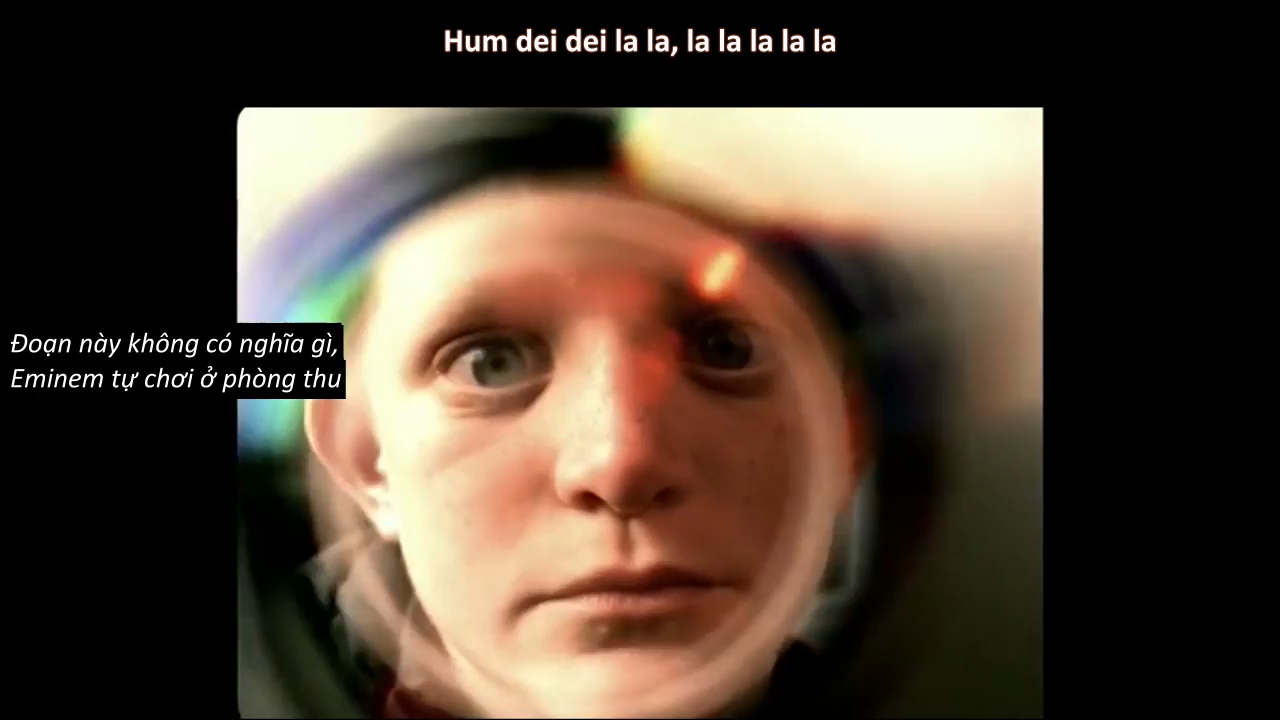 Hum dei dei la la, la la la la la
Đoạn này không có nghĩa gì,
Eminem tự chơi ở phòng thu